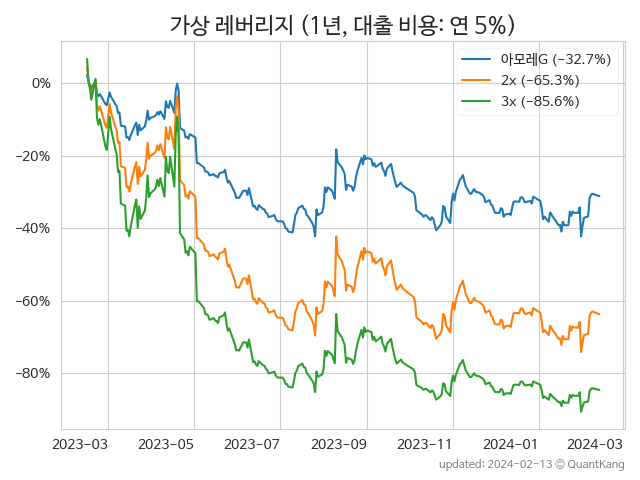 가상 레버리지 (1년, 대출 비용: 연 5%)
아모레G (−32.7%)
2x (−65.3%)
3x (−85.6%)
0%
−20%
−40%
−60%
−80%
2023-03 2023-05 2023-07 2023-09 2023-11 2024-01 2024-03
updated: 2024-02-13 © QuantKang